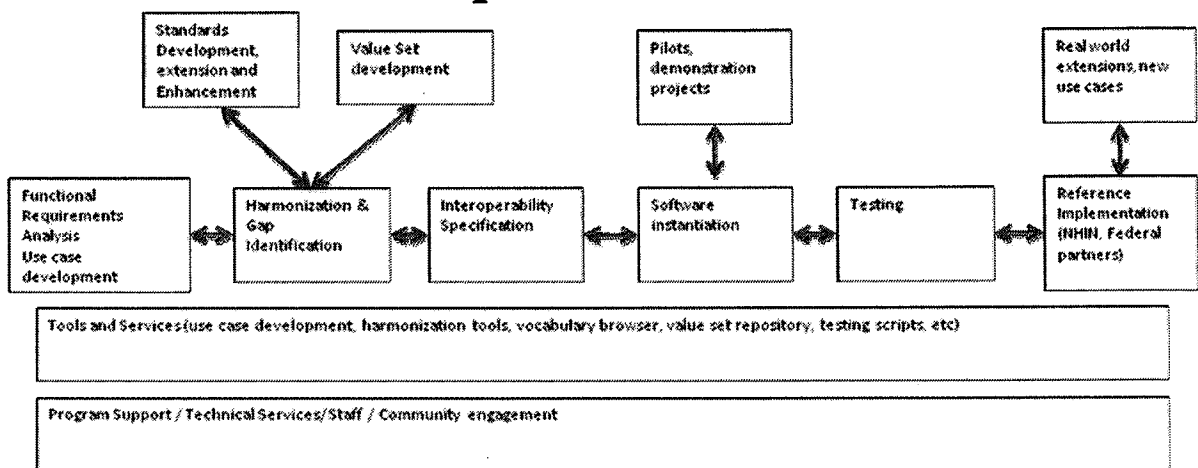 Standards
Development,
extension and
Enhancement
Value Set
development
Pilots,
demonstration
projects
Real world
extensions, new
use cases
Functional
Requirements
Analysis
Use case
development
Harmonization &
Gap
Identification
Interoperability
Specification
Software
instantiation
Testing
Reference
Implementation
(NHIN, Federal
partners)
Tools and Services (use case development, harmonization tools, vocabulary browser, value set repository, testing scripts, etc)
Program Support / Technical Services/ Staff / Community engagement